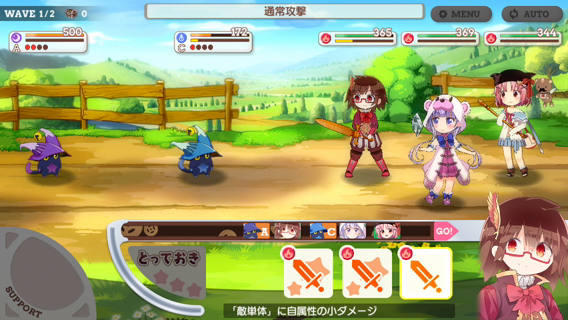 WAVE 1/2 0
通常攻撃
MENU
AUTO
500
A
172
C
365
369
344
A
C
GO!
とっておき
SUPPORT
「敵単体」に自属性の小ダメージ